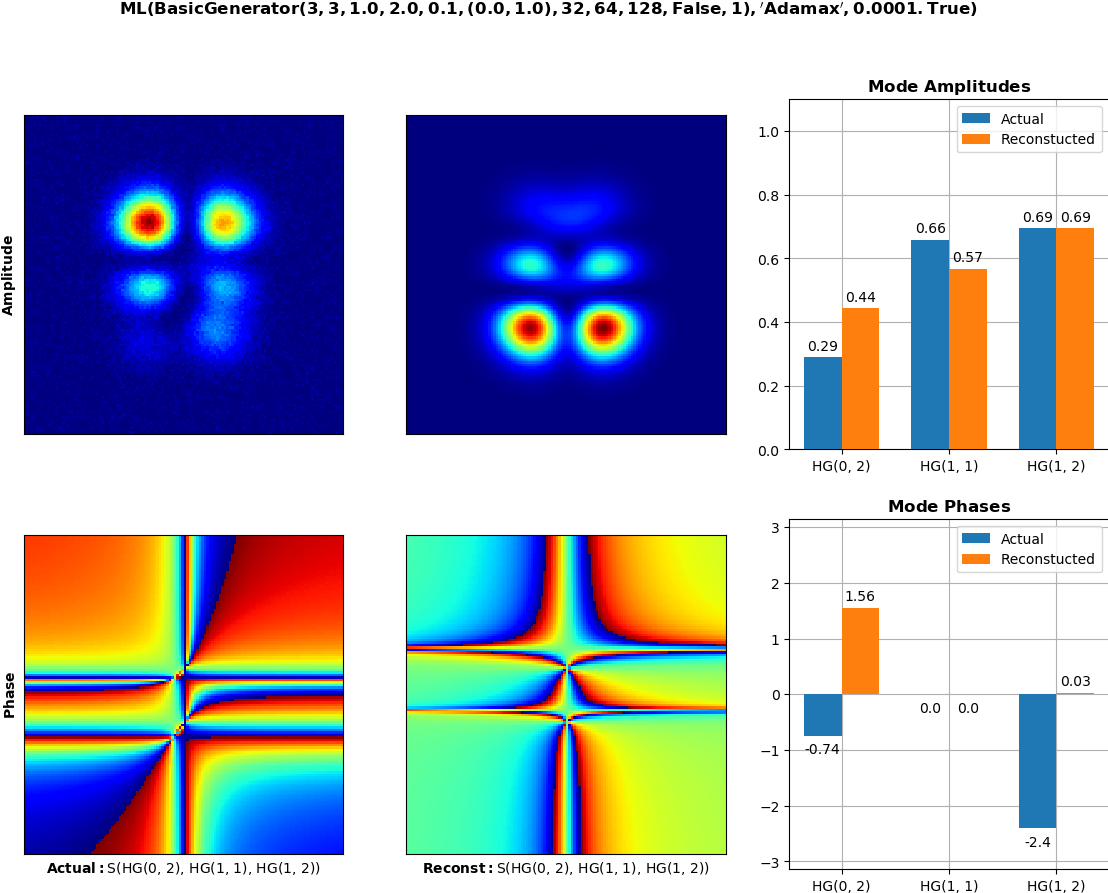 ML(BasicGenerator(3, 3, 1.0, 2.0, 0.1, (0.0, 1.0), 32, 64, 128, False, 1), 'Adamax', 0.0001. True)
Amplitude
Mode Amplitudes
Actual
Reconstucted
1.0
0.8
0.6
0.4
0.2
0.0
0.29
0.44
0.66
0.57
0.69
0.69
HG(0, 2)
HG(1, 1)
HG(1, 2)
Phase
Actual: S(HG(0, 2), HG(1, 1), HG(1, 2))
Reconst: S(HG(0, 2), HG(1, 1), HG(1, 2))
Mode Phases
Actual
Reconstucted
3
2
1
0
−1
−2
−3
-0.74
1.56
0.0
0.0
-2.4
0.03
HG(0, 2)
HG(1, 1)
HG(1, 2)